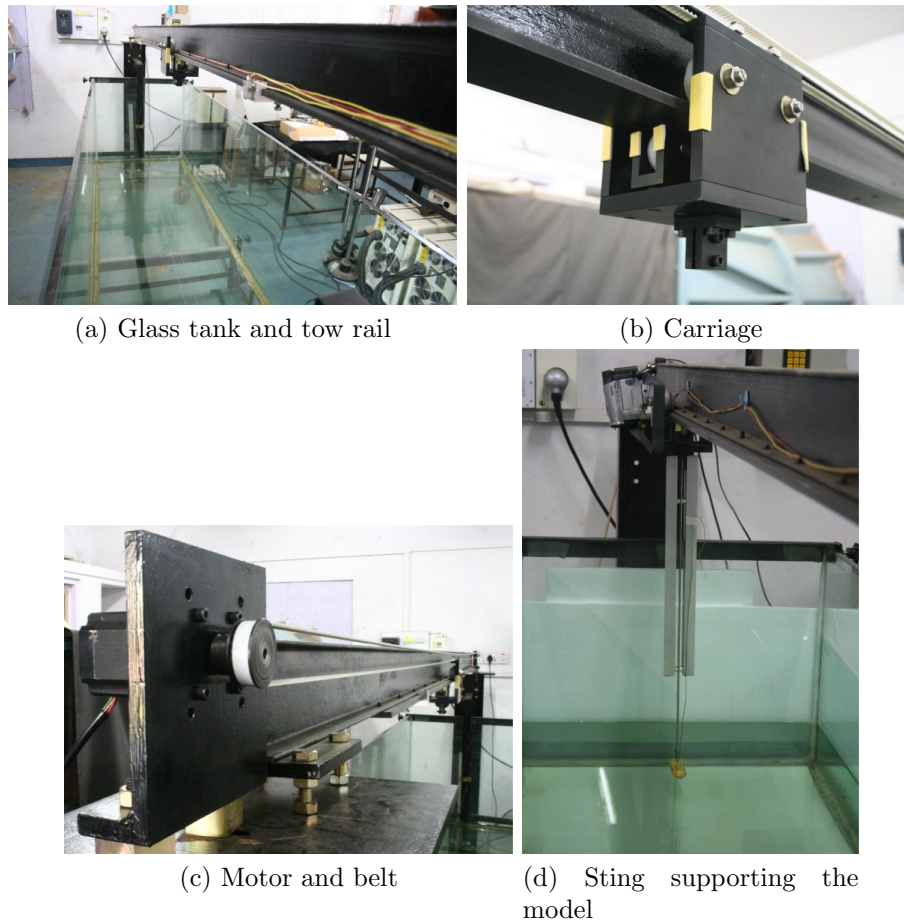 (a) Glass tank and tow rail
(b) Carriage
(c) Motor and belt
(d) Sting supporting the
model